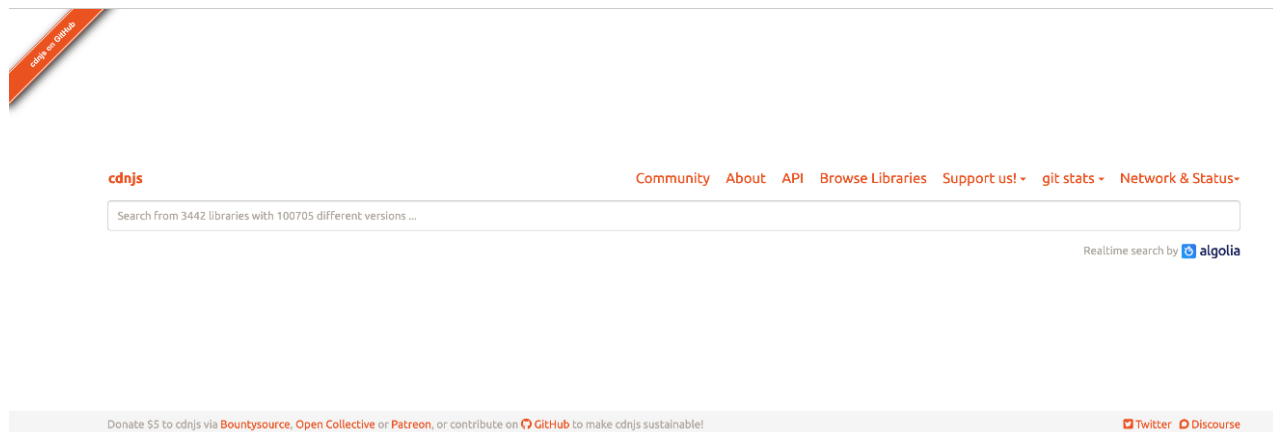 cdnjs on GitHub
cdnjs Community About API Browse Libraries Support us! git stats Network & Status
Search from 3442 libraries with 100705 different versions ...
Realtime search by algolia
Donate $5 to cdnjs via Bountysource, Open Collective or Patreon, or contribute on GitHub to make cdnjs sustainable! Twitter Discourse